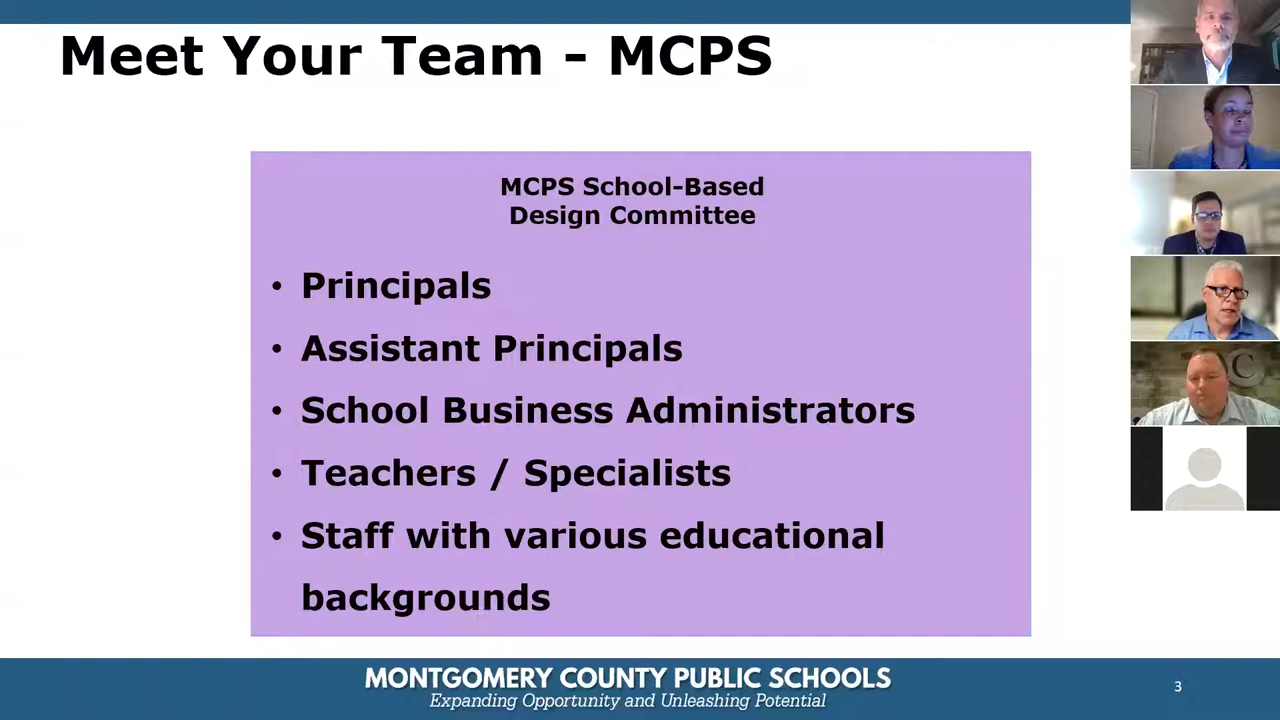 Meet Your Team - MCPS
MCPS School-Based
Design Committee
• Principals
• Assistant Principals
• School Business Administrators
• Teachers / Specialists
• Staff with various educational
backgrounds
MONTGOMERY COUNTY PUBLIC SCHOOLS
Expanding Opportunity and Unleashing Potential
3
C